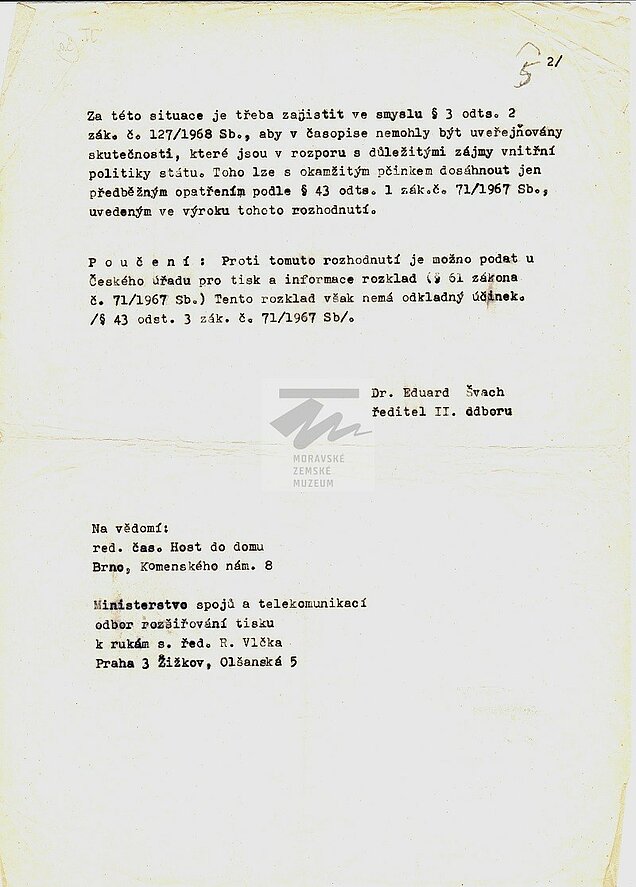 5 2/
Za této situace je třeba zajistit ve smyslu § 3 odts. 2
zák. č. 127/1968 Sb., aby v časopise nemohly být uveřejňovány
skutečnosti, které jsou v rozporu s důležitými zájmy vnitřní
politiky státu. Toho lze s okamžitým pčinkem dosáhnout jen
předběžným opatřením podle § 43 odts. 1 zák.č. 71/1967 Sb.,
uvedeným ve výroku tohoto rozhodnutí.
P o u č e n í : Proti tomuto rozhodnutí je možno podat u
Českého úřadu pro tisk a informace rozklad (§ 61 zákona
č. 71/1967 Sb.) Tento rozklad však nemá odkladný účinek.
/§ 43 odst. 3 zák. č. 71/1967 Sb/.
Dr. Eduard Švach
ředitel II. ddboru
MORAVSKÉ
ZEMSKÉ
MUZEUM
Na vědomí:
red. čas. Host do domu
Brno, Komenského nám. 8
Ministerstvo spojů a telekomunikací
odbor rozšiřování tisku
k rukám s. řed. R. Vlčka
Praha 3 Žižkov, Olšanská 5